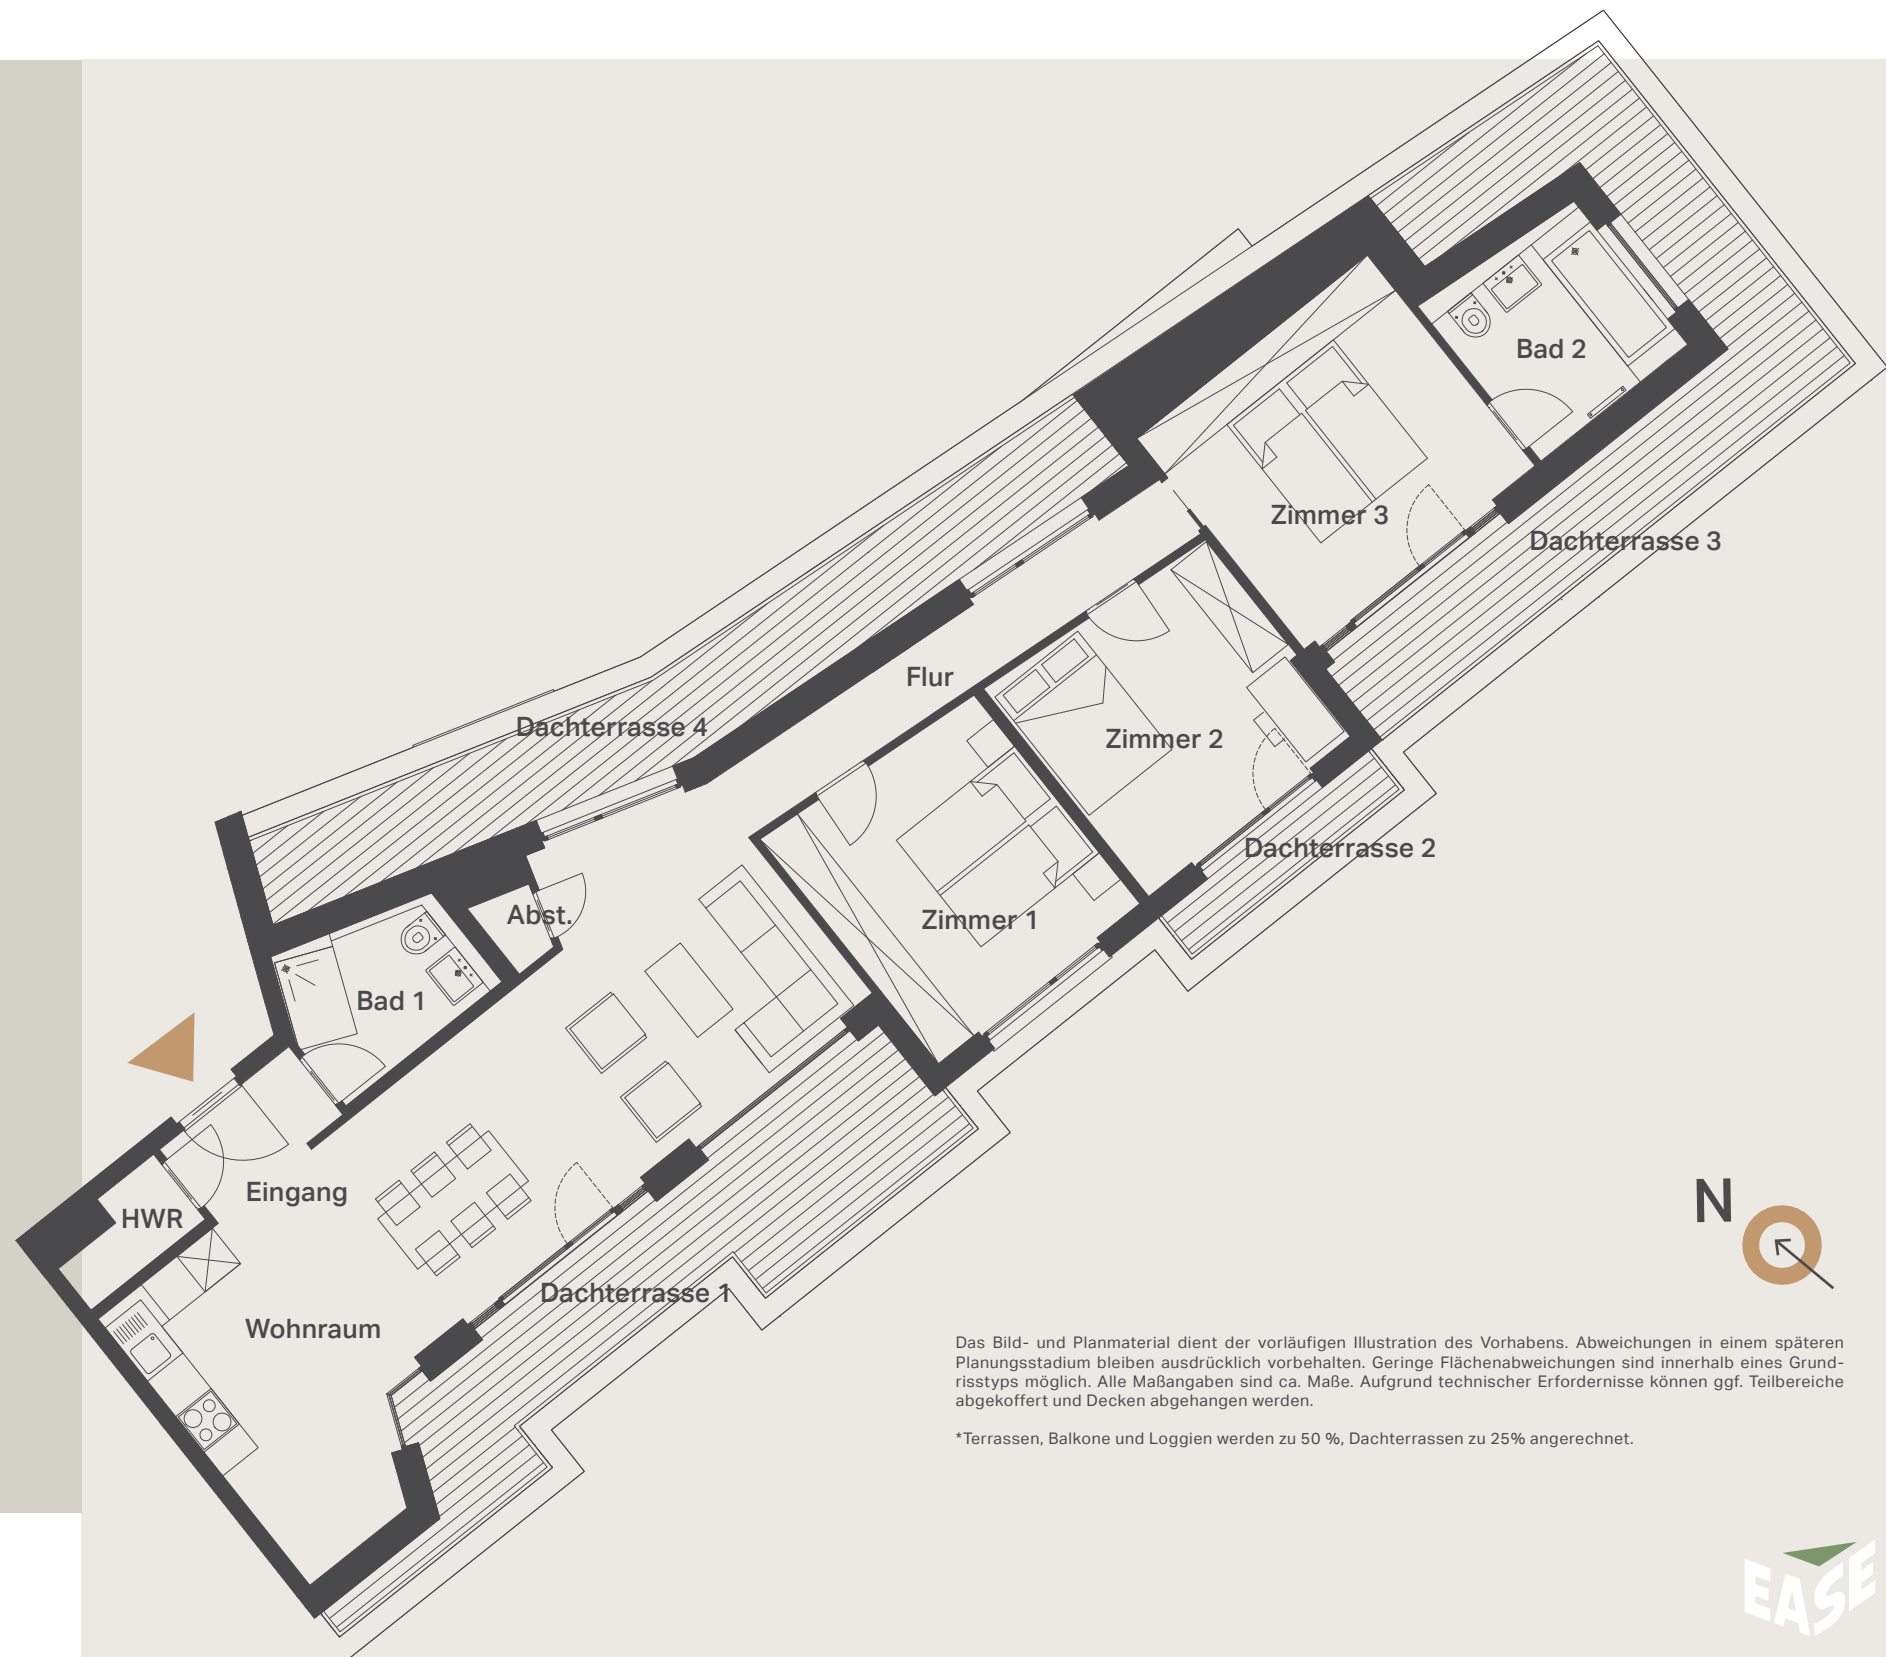 Bad 2
Zimmer 3
Dachterrasse 3
Flur
Dachterrasse 4
Zimmer 2
Dachterrasse 2
Abst.
Zimmer 1
Bad 1
Eingang
HWR
N
Dachterrasse 1
Wohnraum
Das Bild- und Planmaterial dient der vorläufigen Illustration des Vorhabens. Abweichungen in einem späteren
Planungsstadium bleiben ausdrücklich vorbehalten. Geringe Flächenabweichungen sind innerhalb eines Grund-
risstyps möglich. Alle Maßangaben sind ca. Maße. Aufgrund technischer Erfordernisse können ggf. Teilbereiche
abgekoffert und Decken abgehangen werden.
*Terrassen, Balkone und Loggien werden zu 50 %, Dachterrassen zu 25% angerechnet.
EASE